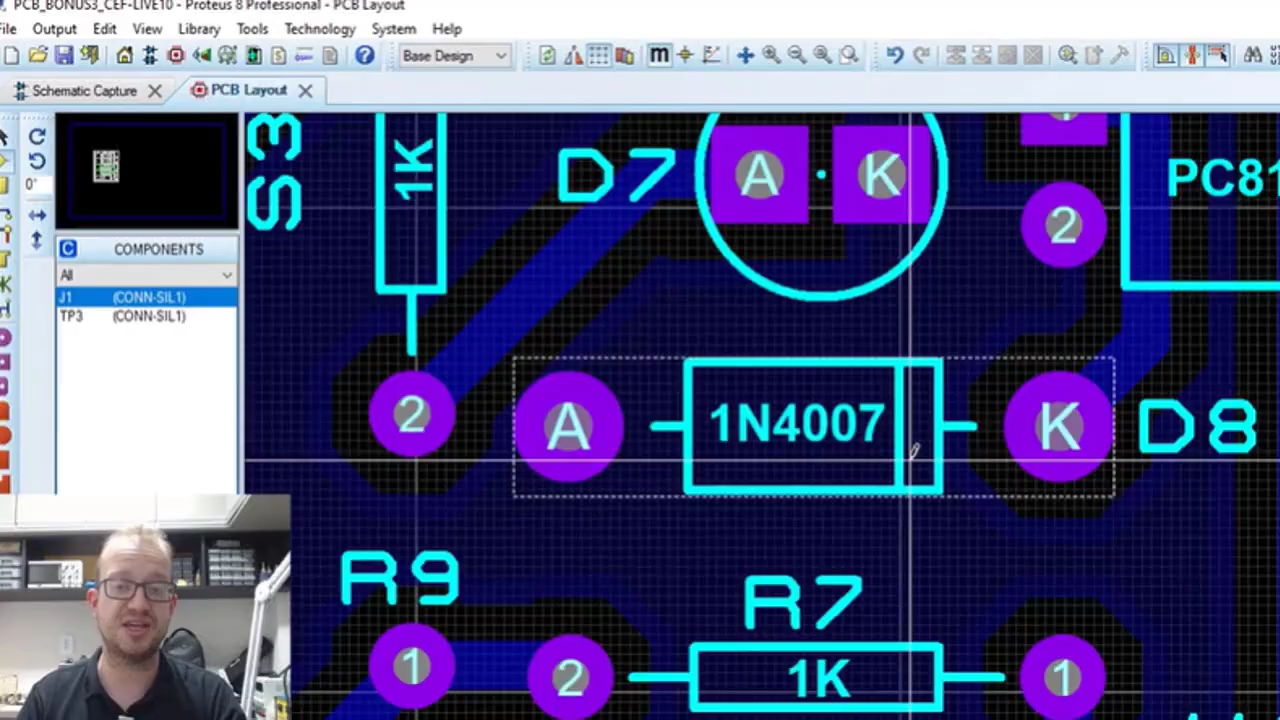 PCB_BONUS3_CEF-LIVE10 - Proteus 8 Professional - PCB Layout
File Output Edit View Library Tools Technology System Help
Base Design
m
Schematic Capture
PCB Layout
0°
C COMPONENTS
All
J1 (CONN-SIL1)
TP3 (CONN-SIL1)
S3
1K
D7
A
K
2
2
A
1N4007
K
D8
R9
R7
1
2
1K
1